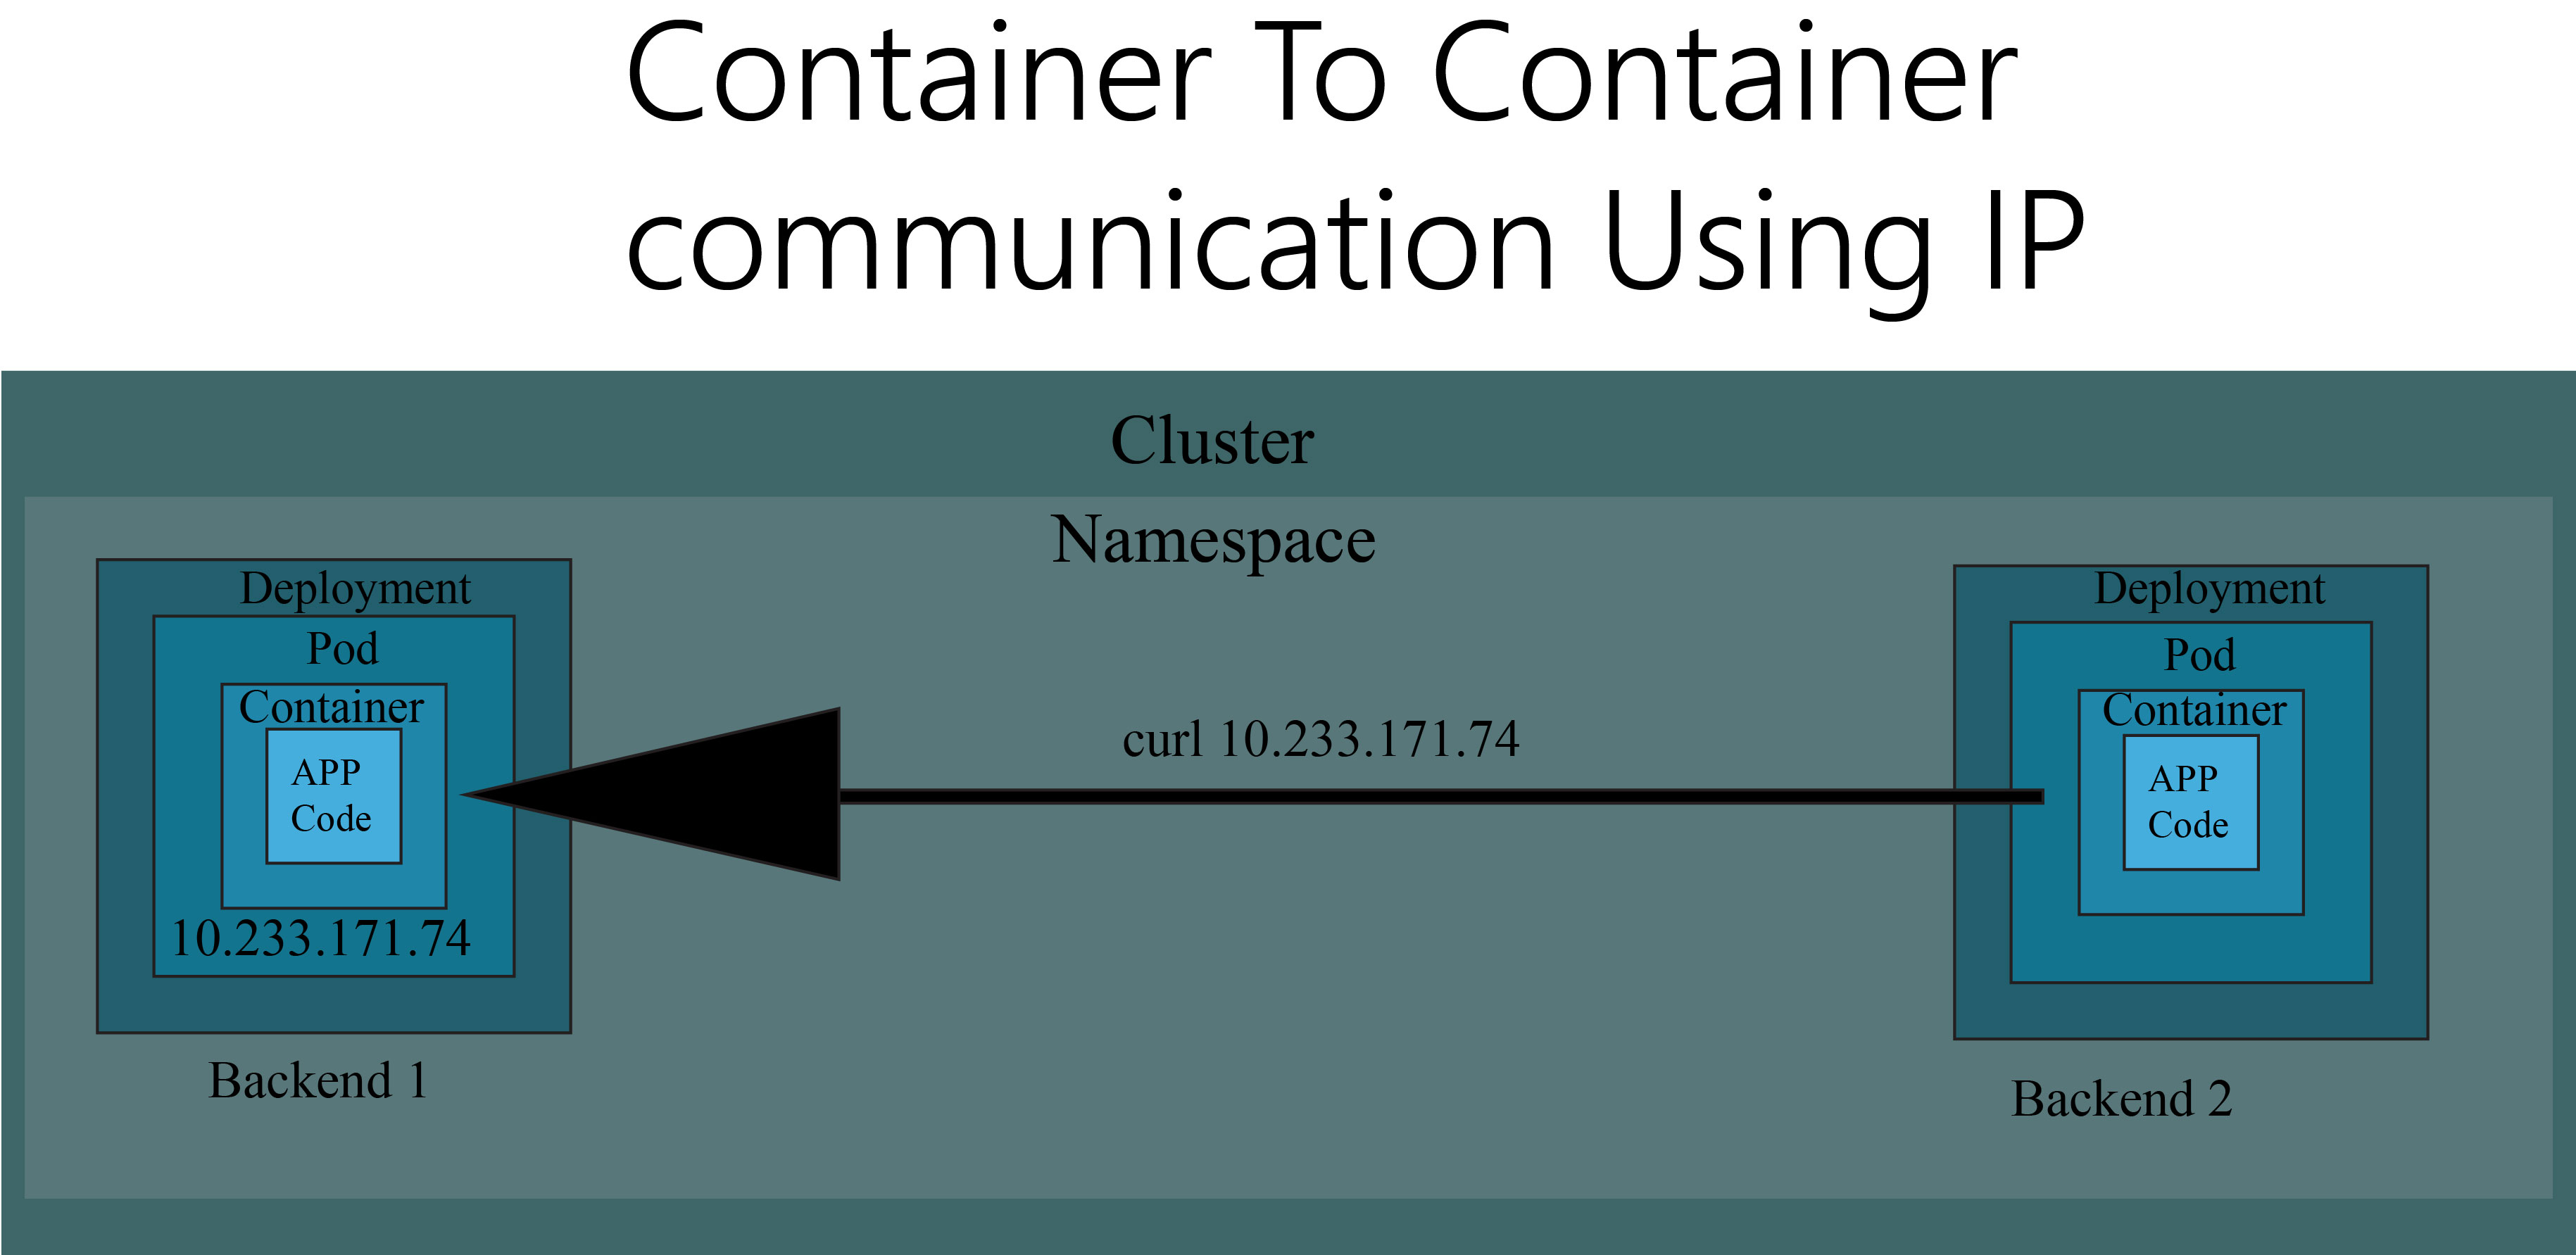 Container To Container
communication Using IP
Cluster
Namespace
Deployment
Pod
Container
APP
Code
10.233.171.74
Backend 1
curl 10.233.171.74
Deployment
Pod
Container
APP
Code
Backend 2